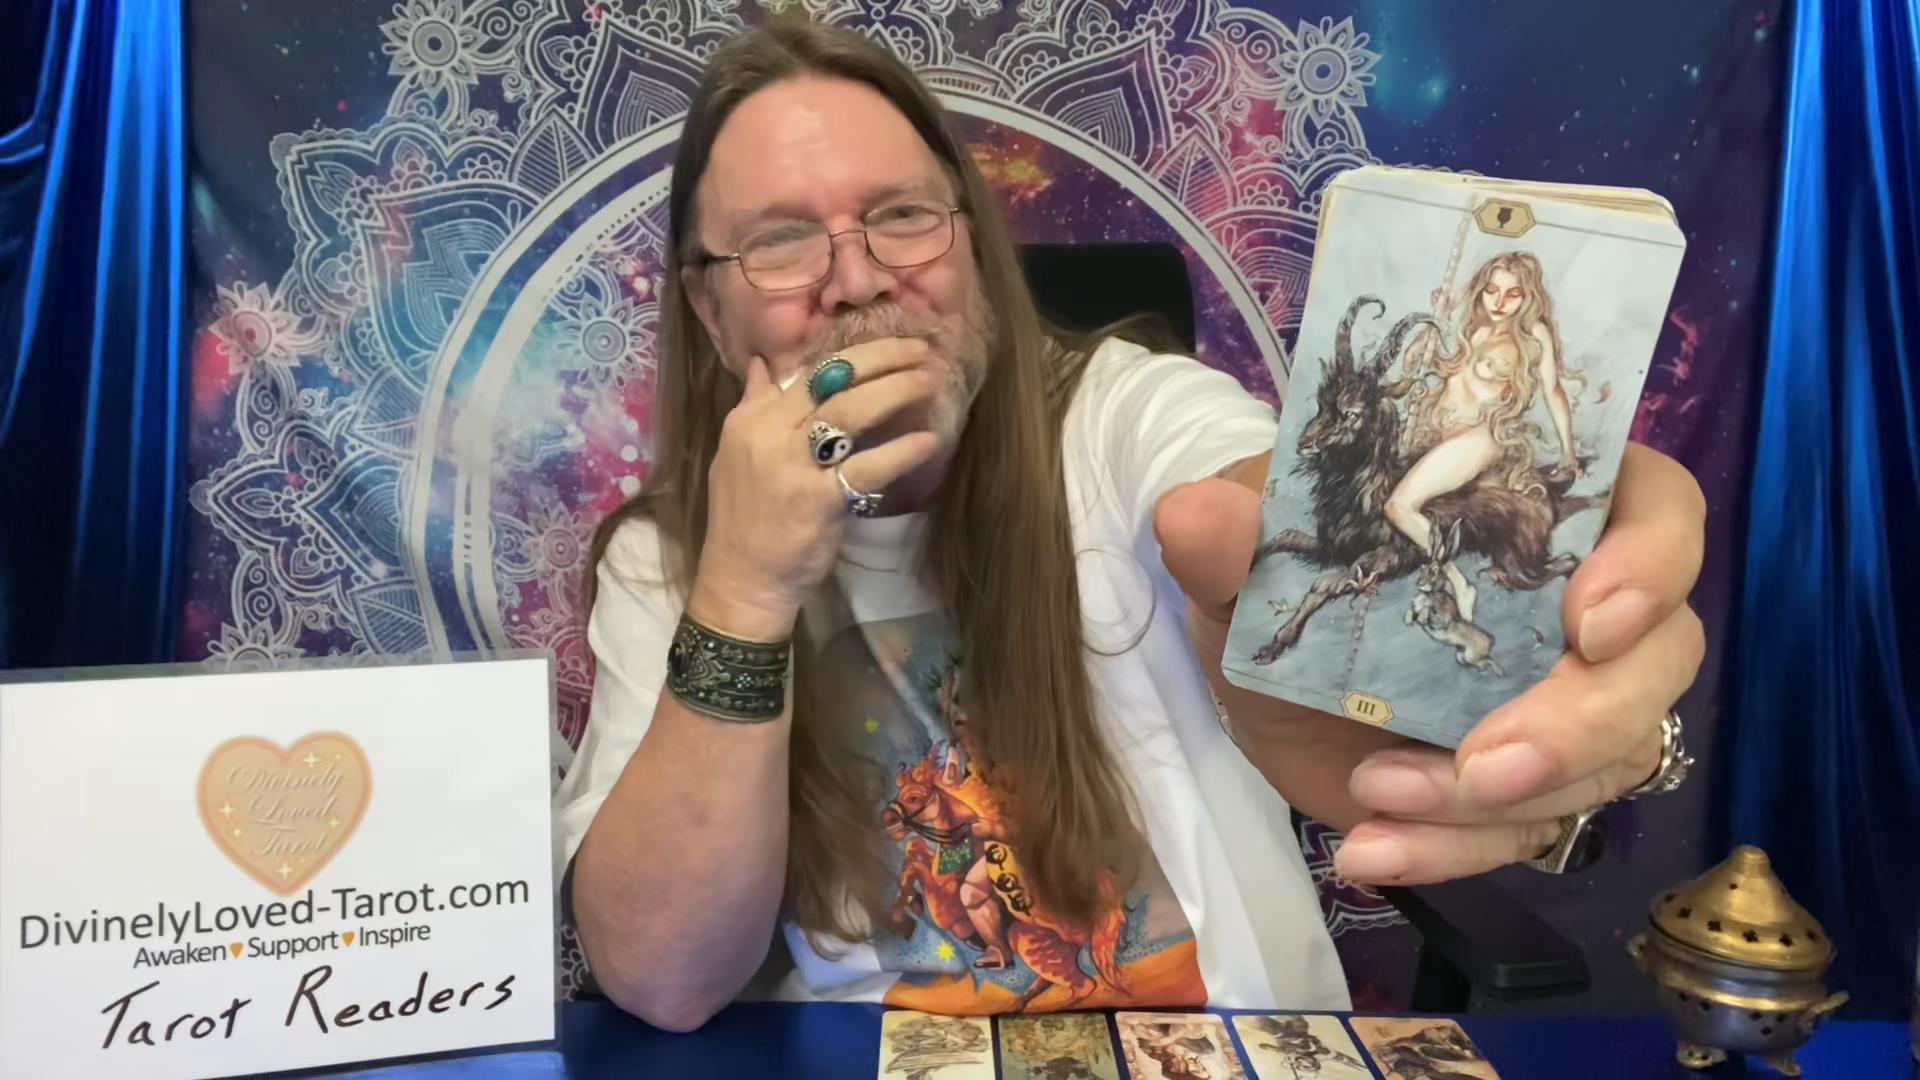 Divinely
Loved
Tarot
DivinelyLoved-Tarot.com
Awaken Support Inspire
Tarot Readers
III